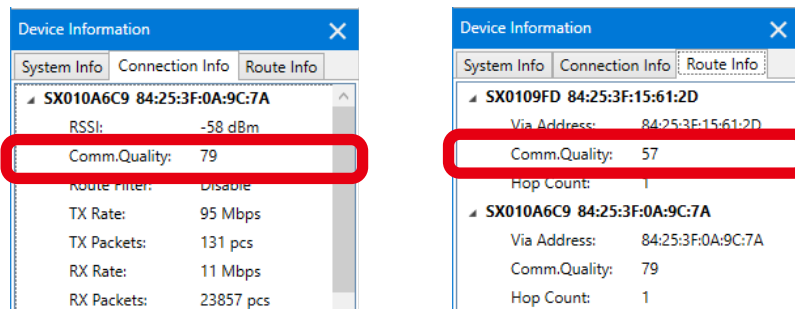 Device Information
System Info Connection Info Route Info
SX010A6C9 84:25:3F:0A:9C:7A
RSSI: -58 dBm
Comm.Quality: 79
Route Filter: Disable
TX Rate: 95 Mbps
TX Packets: 131 pcs
RX Rate: 11 Mbps
RX Packets: 23857 pcs
Device Information
System Info Connection Info Route Info
SX0109FD 84:25:3F:15:61:2D
Via Address: 84:25:3F:15:61:2D
Comm.Quality: 57
Hop Count: 1
SX010A6C9 84:25:3F:0A:9C:7A
Via Address: 84:25:3F:0A:9C:7A
Comm.Quality: 79
Hop Count: 1